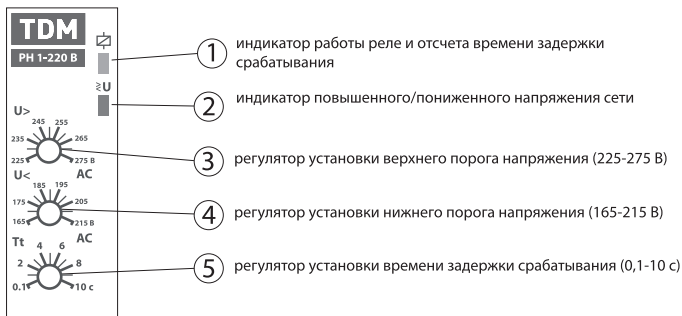 TDM
РН 1-220 В
≷U
U>
245 255
235 265
225 275 В
U< AC
185 195
175 205
165 215 В
Tt AC
4 6
2 8
0.1 10 с
1 индикатор работы реле и отсчета времени задержки
срабатывания
2 индикатор повышенного/пониженного напряжения сети
3 регулятор установки верхнего порога напряжения (225-275 В)
4 регулятор установки нижнего порога напряжения (165-215 В)
5 регулятор установки времени задержки срабатывания (0,1-10 с)